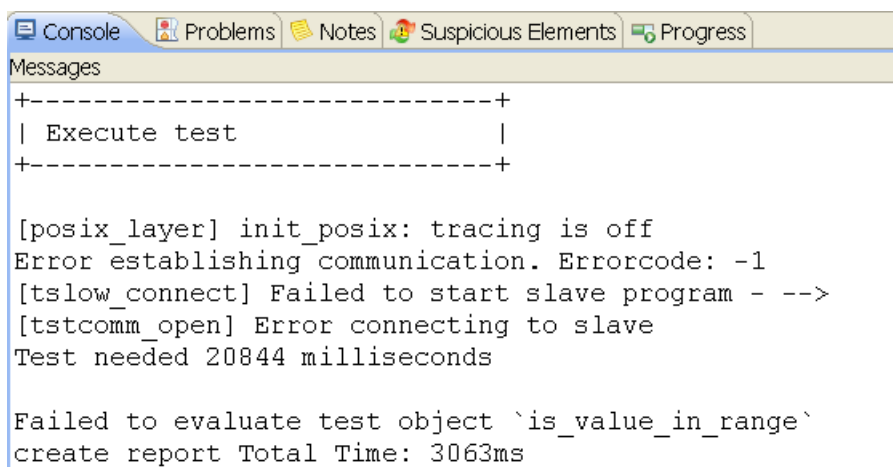 Console Problems Notes Suspicious Elements Progress
Messages
+-----------------------------+
| Execute test                |
+-----------------------------+
[posix_layer] init_posix: tracing is off
Error establishing communication. Errorcode: -1
[tslow_connect] Failed to start slave program - -->
[tstcomm_open] Error connecting to slave
Test needed 20844 milliseconds
Failed to evaluate test object `is_value_in_range`
create report Total Time: 3063ms